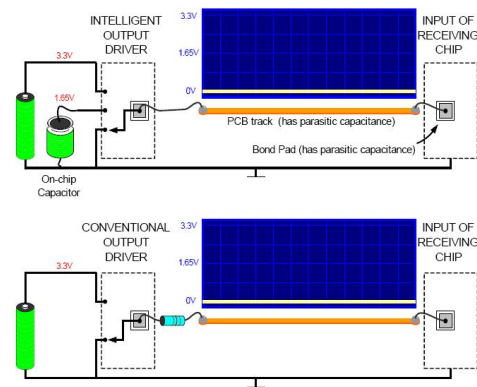 INTELLIGENT
OUTPUT
DRIVER
3.3V
1.65V
0V
INPUT OF
RECEIVING
CHIP
3.3V
1.65V
PCB track (has parasitic capacitance)
Bond Pad (has parasitic capacitance)
On-chip
Capacitor
CONVENTIONAL
OUTPUT
DRIVER
3.3V
1.65V
0V
INPUT OF
RECEIVING
CHIP
3.3V